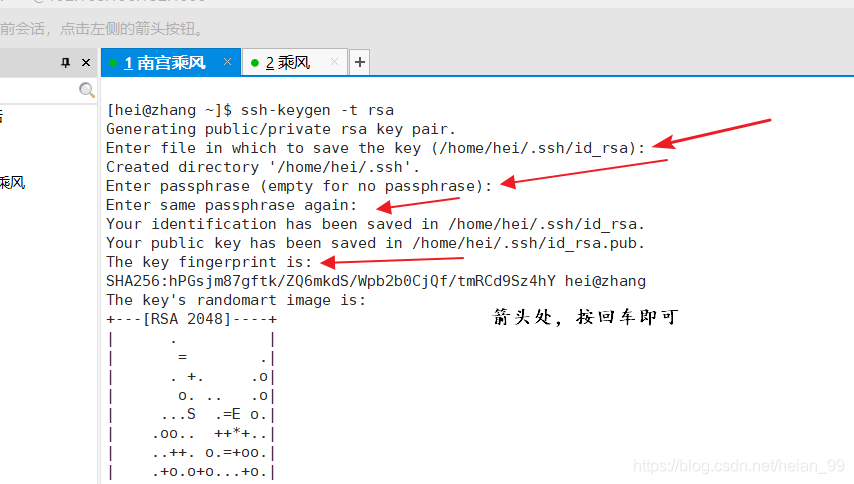 前会话，点击左侧的箭头按钮。
1 南宫乘风 ×
2 乘风 ×
+
乘风
[hei@zhang ~]$ ssh-keygen -t rsa
Generating public/private rsa key pair.
Enter file in which to save the key (/home/hei/.ssh/id_rsa):
Created directory '/home/hei/.ssh'.
Enter passphrase (empty for no passphrase):
Enter same passphrase again:
Your identification has been saved in /home/hei/.ssh/id_rsa.
Your public key has been saved in /home/hei/.ssh/id_rsa.pub.
The key fingerprint is:
SHA256:hPGsjm87gftk/ZQ6mkdS/Wpb2b0CjQf/tmRCd9Sz4hY hei@zhang
The key's randomart image is:
箭头处，按回车即可
+---[RSA 2048]----+
|      .          |
|       =        .|
|      . +.     .o|
|       o. ..   .o|
|     ...S  .=E o.|
|    .oo..  ++*+..|
|    ..++. o.=+oo.|
|    .+o.o+o...+o.|
https://blog.csdn.net/heian_99